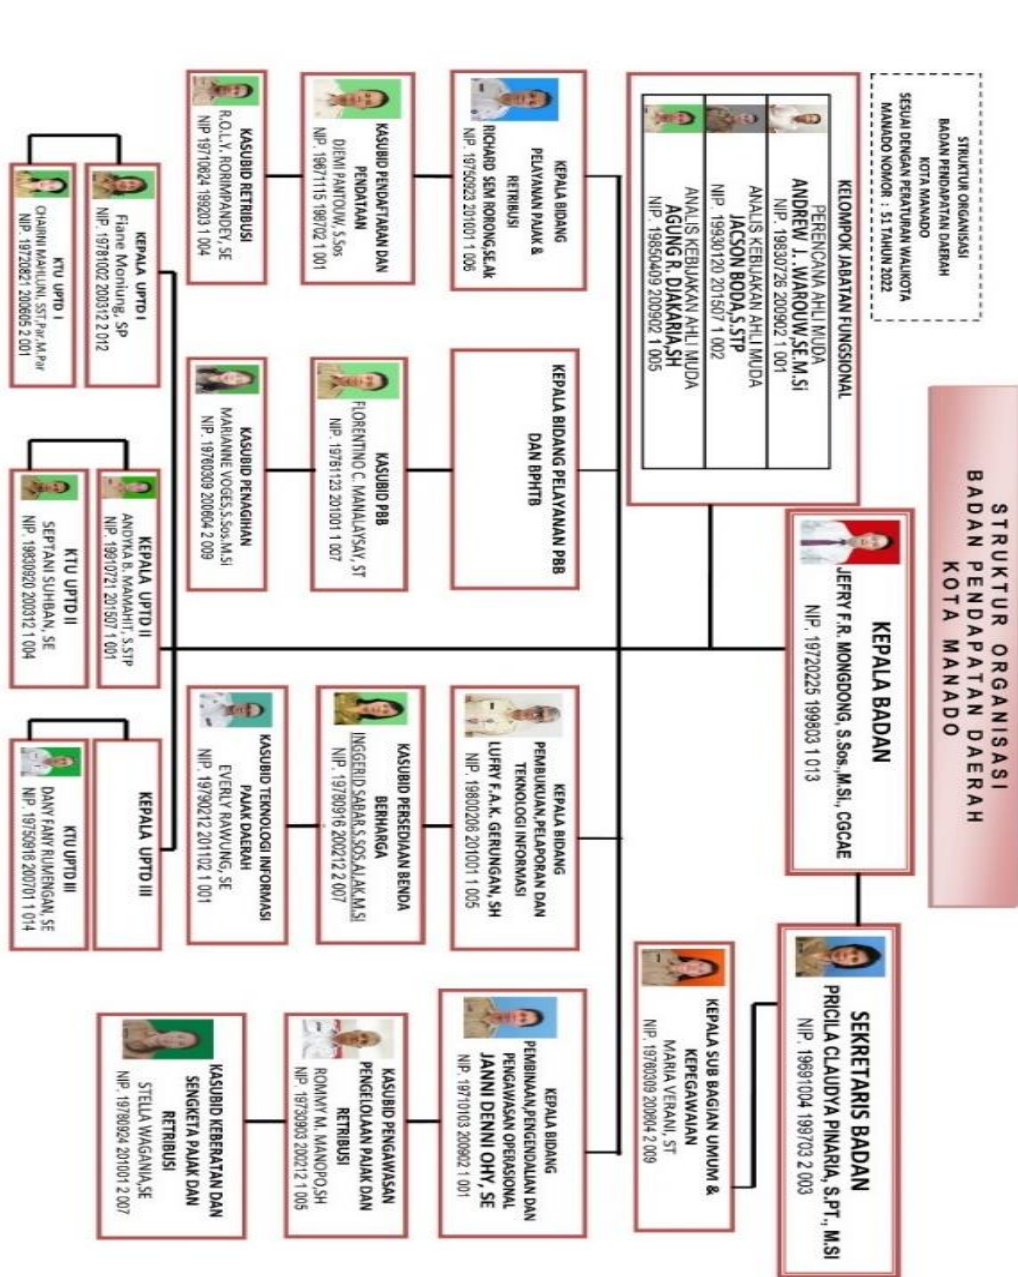 STRUKTUR ORGANISASI
BADAN PENDAPATAN DAERAH
KOTA MANADO
STRUKTUR ORGANISASI
BADAN PENDAPATAN DAERAH
KOTA MANADO
SESUAI DENGAN PERATURAN WALIKOTA
MANADO NOMOR : 51 TAHUN 2022
KEPALA BADAN
JEFRY F.R. MONGDONG, S.Sos.,M.Si., CGCAE
NIP. 19720225 199803 1 013
SEKRETARIS BADAN
PRICILA CLAUDYA PINARIA, S.PT., M.SI
NIP. 19691004 199703 2 003
KELOMPOK JABATAN FUNGSIONAL
PERENCANA AHLI MUDA
ANDREW J. .WAROUW,SE.M.Si
NIP. 19830726 200902 1 001
ANALIS KEBIJAKAN AHLI MUDA
JACSON BODA,S.STP
NIP. 19930120 201507 1 002
ANALIS KEBIJAKAN AHLI MUDA
AGUNG R. DJAKARIA,SH
NIP. 19850409 200902 1 005
KEPALA SUB BAGIAN UMUM &
KEPEGAWAIAN
MARIA VERANI, ST
NIP. 19760309 200604 2 009
KEPALA BIDANG
PELAYANAN PAJAK &
RETRIBUSI
RICHARD SEM RORONG,SE.Ak
NIP. 19750923 201001 1 006
KEPALA BIDANG PELAYANAN PBB
DAN BPHTB
KEPALA BIDANG
PEMBUKUAN,PELAPORAN DAN
TEKNOLOGI INFORMASI
LUFRY F.A.K. GERUNGAN, SH
NIP. 19800206 201001 1 005
KEPALA BIDANG
PEMBINAAN,PENGENDALIAN DAN
PENGAWASAN OPERASIONAL
JANNI DENNI OHY, SE
NIP. 19710103 200902 1 001
KASUBID PENDAFTARAN DAN
PENDATAAN
DJEMI PANTOUW, S.Sos
NIP. 19671115 198702 1 001
KASUBID PBB
FLORENTINO C. MANALAYSAY, ST
NIP. 19761123 201001 1 007
KASUBID PERSEDIAAN BENDA
BERHARGA
INGGERID SABAR,S.SOS,AI,AK,M.SI
NIP. 19780916 200212 2 007
KASUBID PENGAWASAN
PENGELOLAAN PAJAK DAN
RETRIBUSI
ROMMY M. MANOPO,SH
NIP. 19730903 200212 1 005
KASUBID RETRIBUSI
R.O.L.Y. RORIMPANDEY, SE
NIP 19710624 199203 1 004
KASUBID PENAGIHAN
MARIANNE VOGES,S.Sos.M.Si
NIP. 19760309 200604 2 009
KASUBID TEKNOLOGI INFORMASI
PAJAK DAERAH
EVERLY RAWUNG, SE
NIP. 19790212 201102 1 001
KASUBID KEBERATAN DAN
SENGKETA PAJAK DAN
RETRIBUSI
STELLA WAGANIA,SE
NIP. 19780924 201001 2 007
KEPALA UPTD I
Fiane Moniung, SP
NIP. 19781002 200312 2 012
KEPALA UPTD II
ANDYKA B. MAMAHIT, S.STP
NIP. 19910721 201507 1 001
KEPALA UPTD III
KTU UPTD I
CHAIRNI MAHLUNI, SST,Par,M.Par
NIP. 19720821 200605 2 001
KTU UPTD II
SEPTANI SUHBAN, SE
NIP. 19830920 200312 1 004
KTU UPTD III
DANY FANY RUMENGAN, SE
NIP. 19750916 200701 1 014